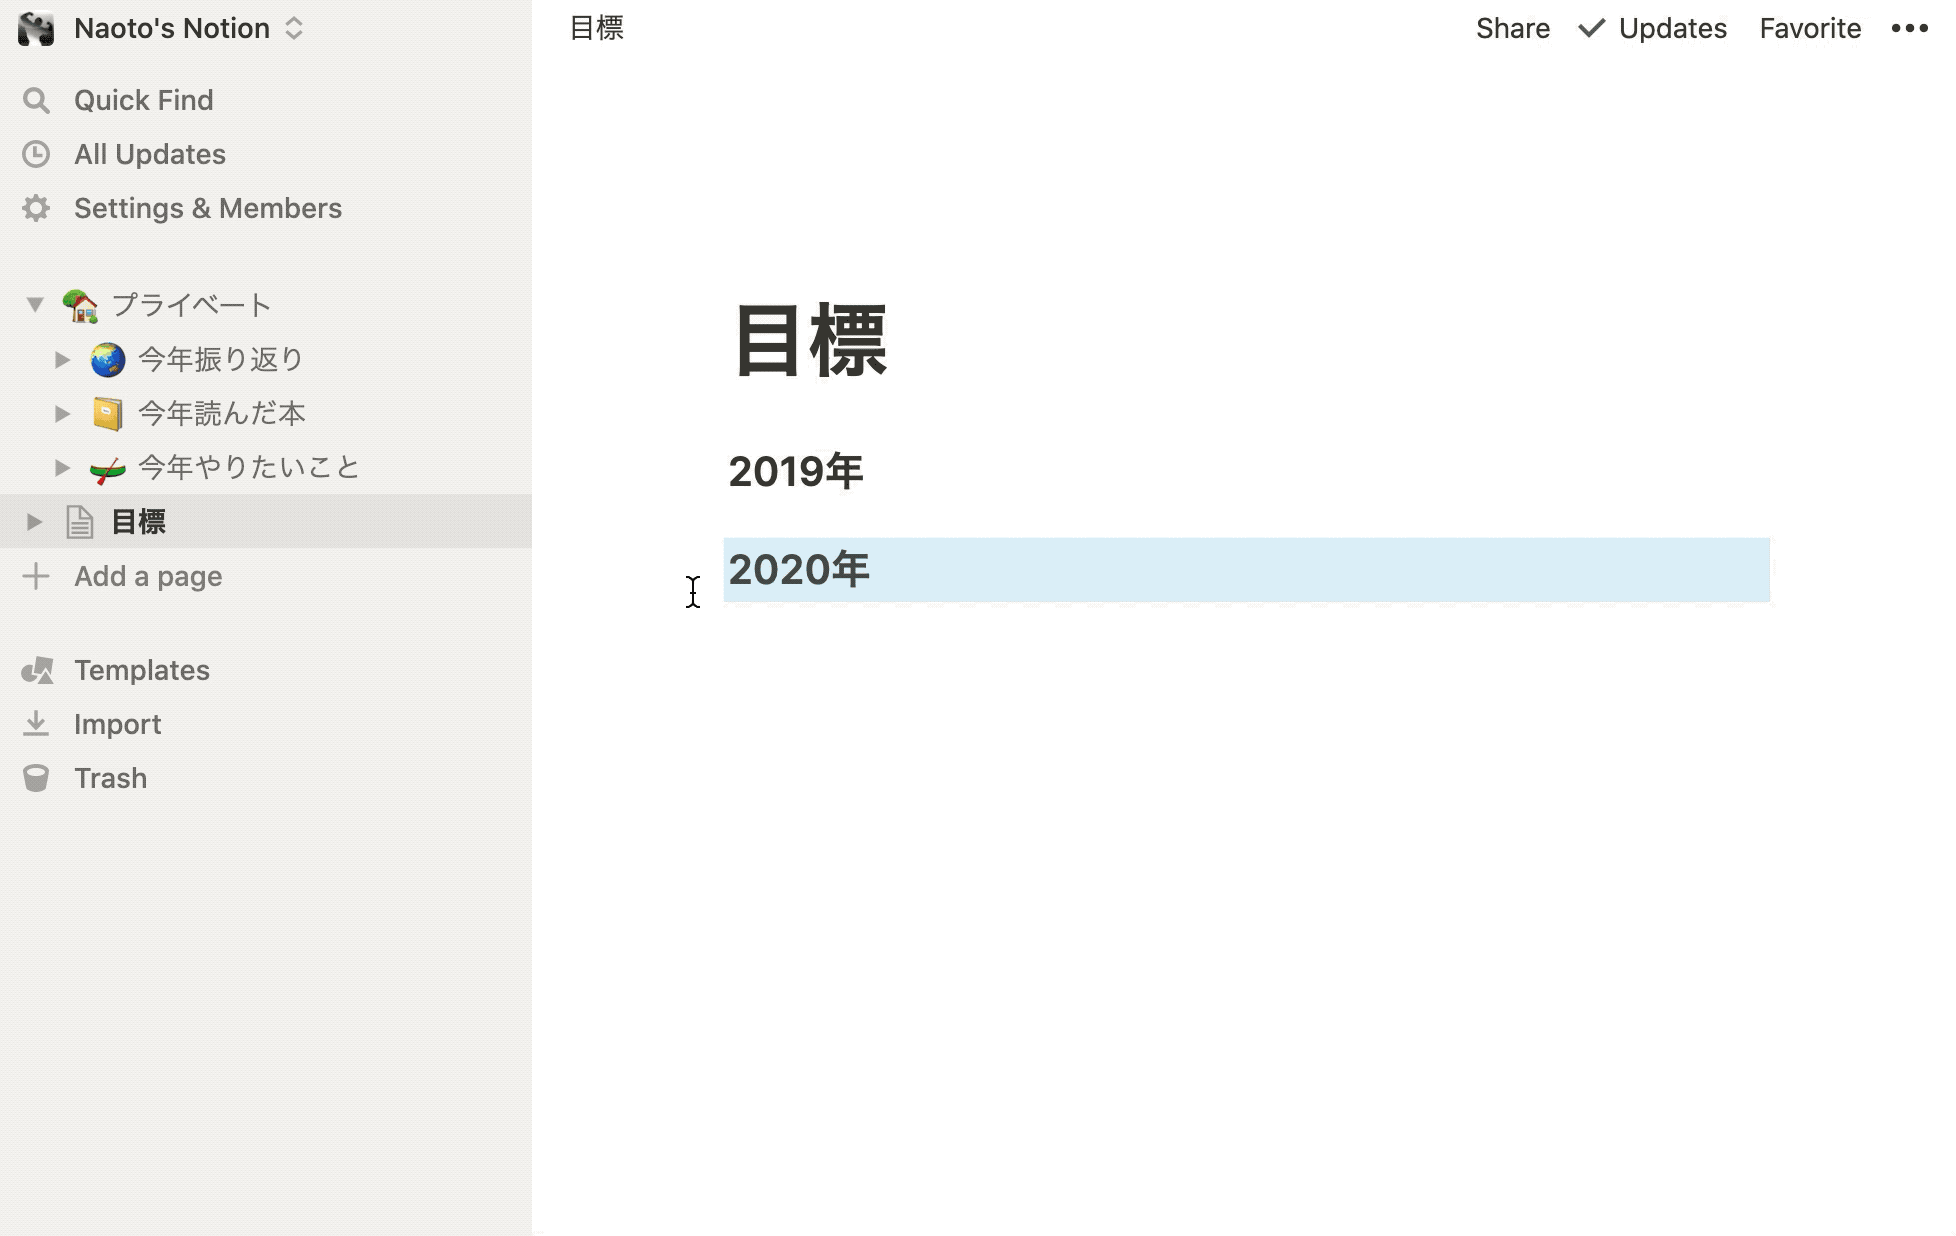 Naoto's Notion
Quick Find
All Updates
Settings & Members
プライベート
今年振り返り
今年読んだ本
今年やりたいこと
目標
Add a page
Templates
Import
Trash
目標
Share Updates Favorite
目標
2019年
2020年